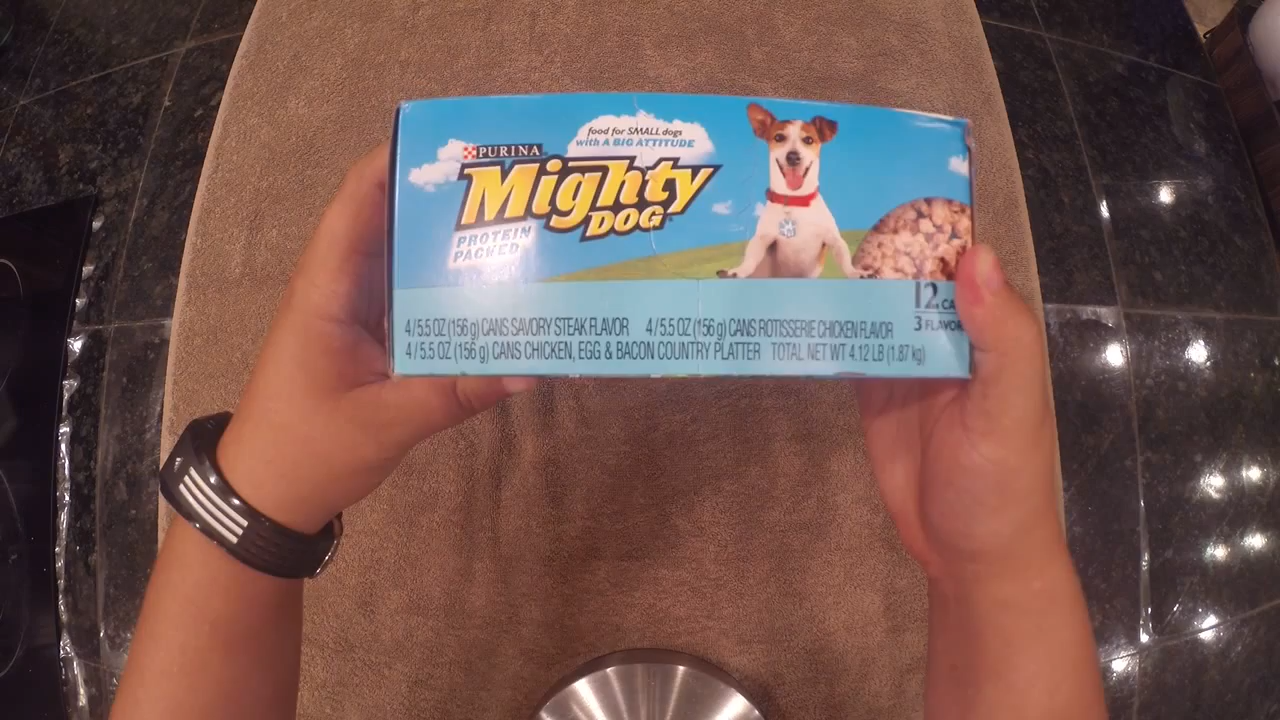 food for SMALL dogs
with A BIG ATTITUDE
PURINA
Mighty
DOG
PROTEIN
PACKED
12
3
4/5.5 OZ (156 g) CANS SAVORY STEAK FLAVOR 4/5.5 OZ (156 g) CANS ROTISSERIE CHICKEN FLAVOR
4/5.5 OZ (156 g) CANS CHICKEN, EGG & BACON COUNTRY PLATTER TOTAL NET WT 4.12 LB (1.87 kg)